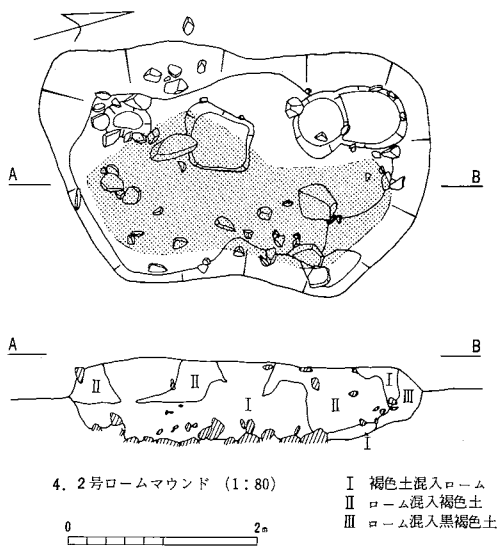 A B
A B
Ⅱ Ⅱ Ⅰ Ⅱ Ⅰ Ⅲ
Ⅰ
4. 2号ロームマウンド (1:80)
Ⅰ 褐色土混入ローム
Ⅱ ローム混入褐色土
Ⅲ ローム混入黒褐色土
0 2m